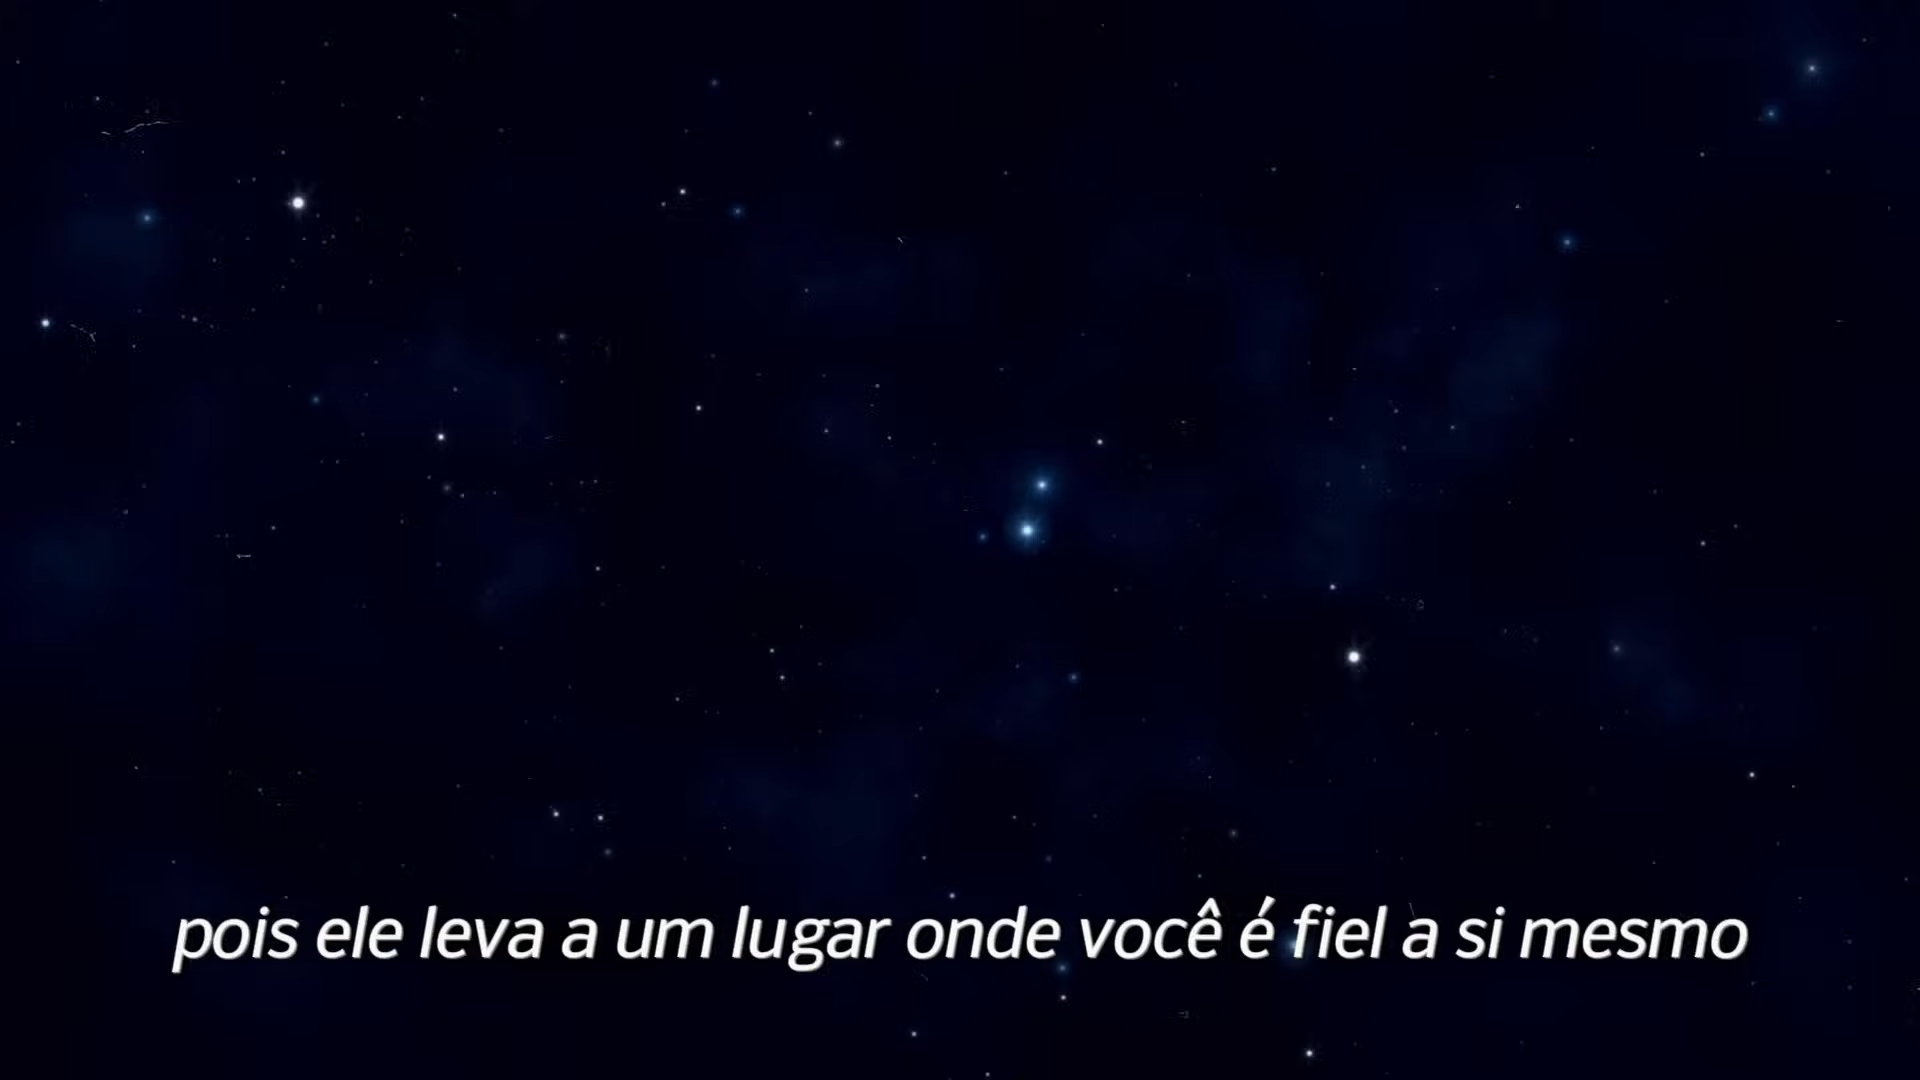 pois ele leva a um lugar onde você é fiel a si mesmo